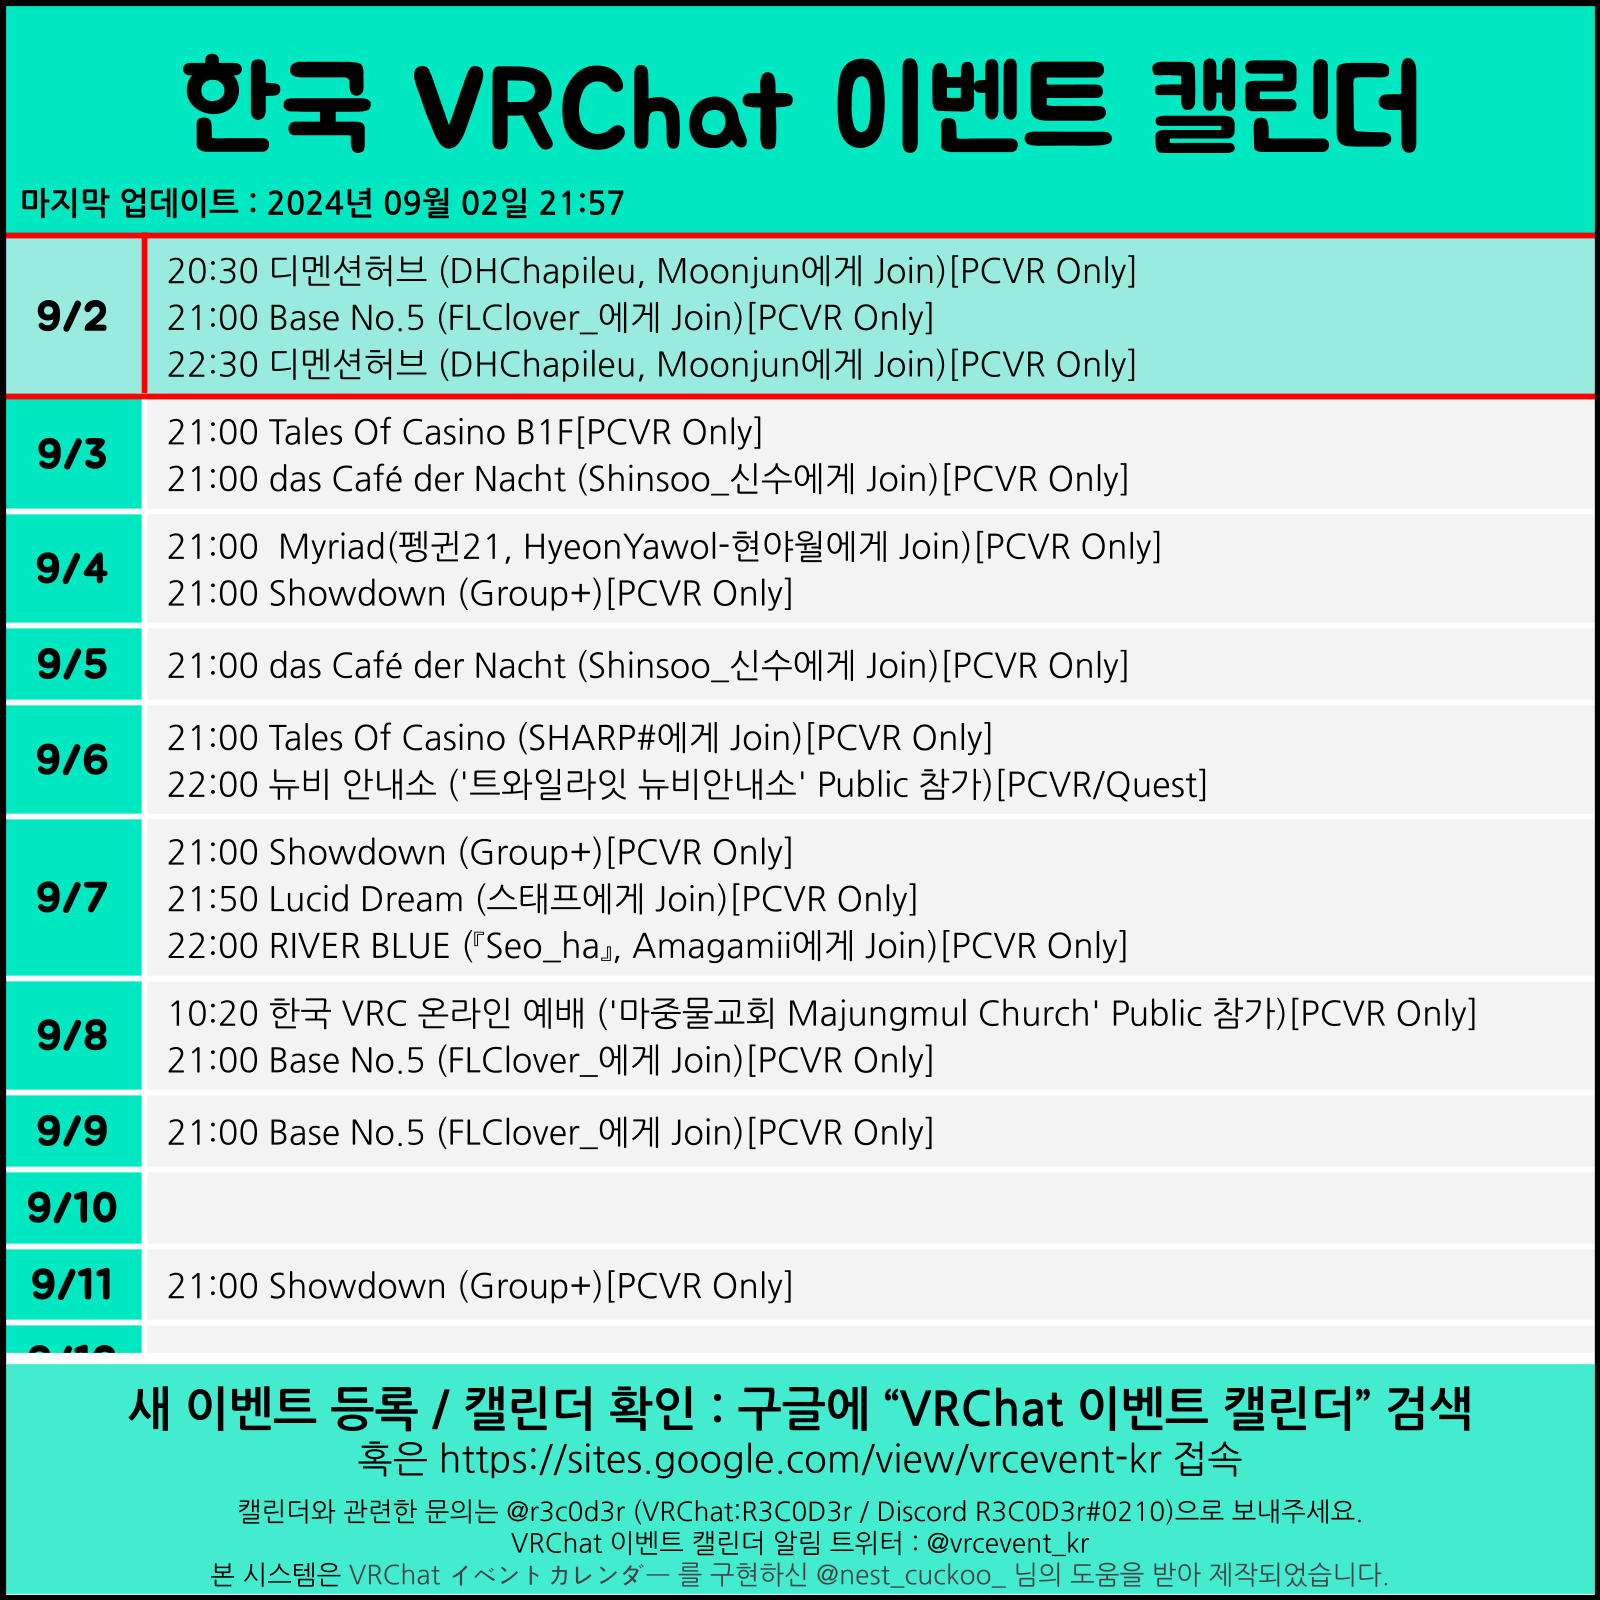 한국 VRChat 이벤트 캘린더
마지막 업데이트 : 2024년 09월 02일 21:57
9/2
20:30 디멘션허브 (DHChapileu, Moonjun에게 Join)[PCVR Only]
21:00 Base No.5 (FLClover_에게 Join)[PCVR Only]
22:30 디멘션허브 (DHChapileu, Moonjun에게 Join)[PCVR Only]
9/3
21:00 Tales Of Casino B1F[PCVR Only]
21:00 das Café der Nacht (Shinsoo_신수에게 Join)[PCVR Only]
9/4
21:00  Myriad(펭귄21, HyeonYawol-현야월에게 Join)[PCVR Only]
21:00 Showdown (Group+)[PCVR Only]
9/5
21:00 das Café der Nacht (Shinsoo_신수에게 Join)[PCVR Only]
9/6
21:00 Tales Of Casino (SHARP#에게 Join)[PCVR Only]
22:00 뉴비 안내소 ('트와일라잇 뉴비안내소' Public 참가)[PCVR/Quest]
9/7
21:00 Showdown (Group+)[PCVR Only]
21:50 Lucid Dream (스태프에게 Join)[PCVR Only]
22:00 RIVER BLUE (『Seo_ha』, Amagamii에게 Join)[PCVR Only]
9/8
10:20 한국 VRC 온라인 예배 ('마중물교회 Majungmul Church' Public 참가)[PCVR Only]
21:00 Base No.5 (FLClover_에게 Join)[PCVR Only]
9/9
21:00 Base No.5 (FLClover_에게 Join)[PCVR Only]
9/10
9/11
21:00 Showdown (Group+)[PCVR Only]
새 이벤트 등록 / 캘린더 확인 : 구글에 “VRChat 이벤트 캘린더” 검색
혹은 https://sites.google.com/view/vrcevent-kr 접속
캘린더와 관련한 문의는 @r3c0d3r (VRChat:R3C0D3r / Discord R3C0D3r#0210)으로 보내주세요.
VRChat 이벤트 캘린더 알림 트위터 : @vrcevent_kr
본 시스템은 VRChat イベントカレンダー 를 구현하신 @nest_cuckoo_ 님의 도움을 받아 제작되었습니다.